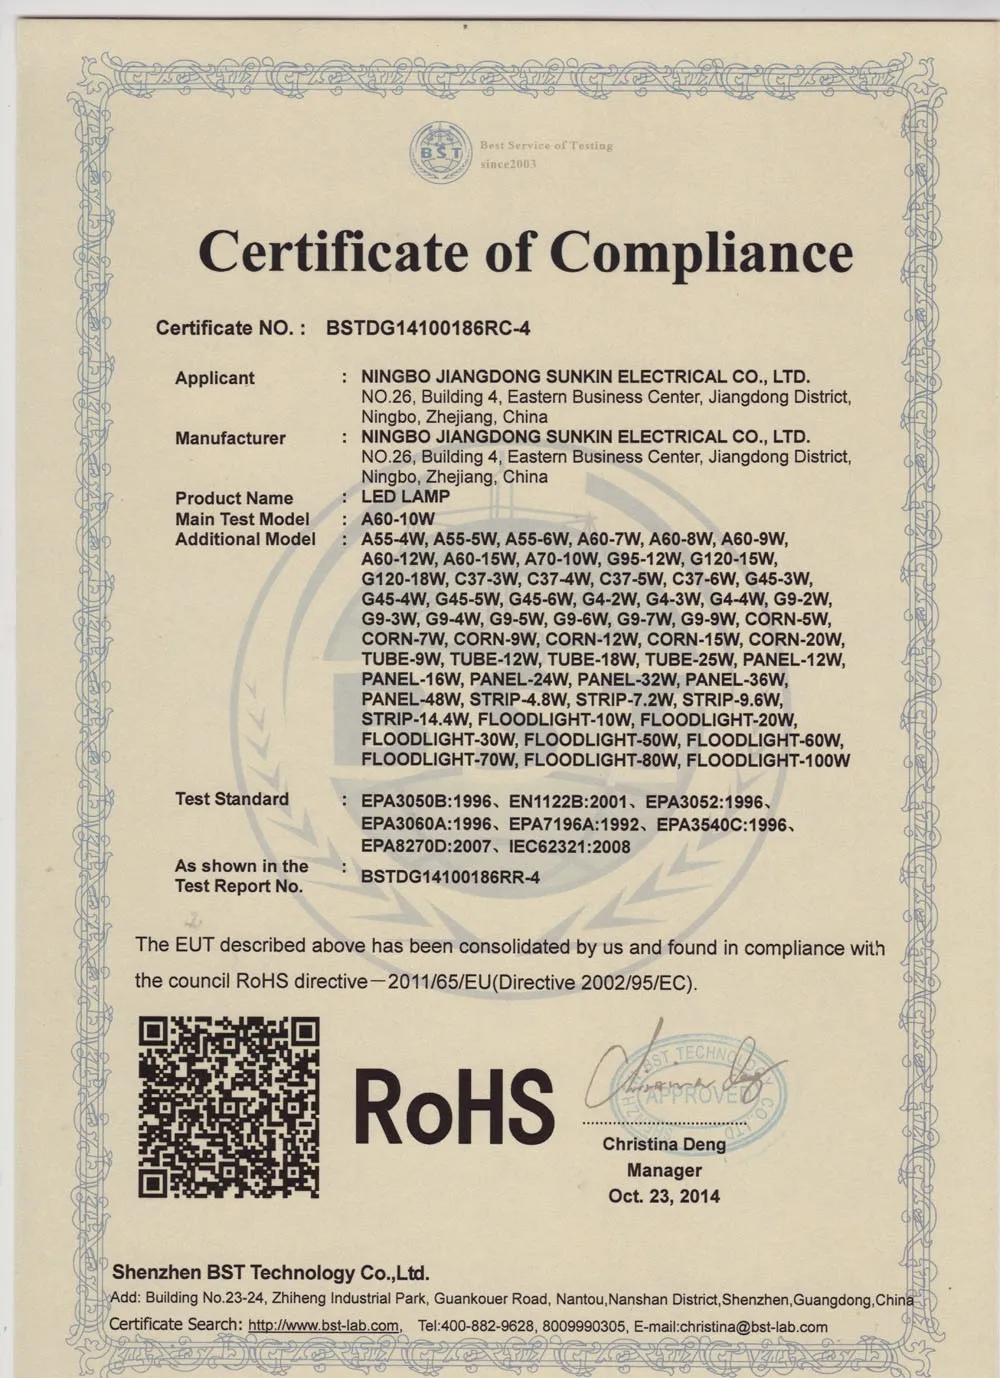 BST
Best Service of Testing
since2003
Certificate of Compliance
Certificate NO. : BSTDG14100186RC-4
Applicant : NINGBO JIANGDONG SUNKIN ELECTRICAL CO., LTD.
NO.26, Building 4, Eastern Business Center, Jiangdong District,
Ningbo, Zhejiang, China
Manufacturer : NINGBO JIANGDONG SUNKIN ELECTRICAL CO., LTD.
NO.26, Building 4, Eastern Business Center, Jiangdong District,
Ningbo, Zhejiang, China
Product Name : LED LAMP
Main Test Model : A60-10W
Additional Model : A55-4W, A55-5W, A55-6W, A60-7W, A60-8W, A60-9W,
A60-12W, A60-15W, A70-10W, G95-12W, G120-15W,
G120-18W, C37-3W, C37-4W, C37-5W, C37-6W, G45-3W,
G45-4W, G45-5W, G45-6W, G4-2W, G4-3W, G4-4W, G9-2W,
G9-3W, G9-4W, G9-5W, G9-6W, G9-7W, G9-9W, CORN-5W,
CORN-7W, CORN-9W, CORN-12W, CORN-15W, CORN-20W,
TUBE-9W, TUBE-12W, TUBE-18W, TUBE-25W, PANEL-12W,
PANEL-16W, PANEL-24W, PANEL-32W, PANEL-36W,
PANEL-48W, STRIP-4.8W, STRIP-7.2W, STRIP-9.6W,
STRIP-14.4W, FLOODLIGHT-10W, FLOODLIGHT-20W,
FLOODLIGHT-30W, FLOODLIGHT-50W, FLOODLIGHT-60W,
FLOODLIGHT-70W, FLOODLIGHT-80W, FLOODLIGHT-100W
Test Standard : EPA3050B:1996、EN1122B:2001、EPA3052:1996、
EPA3060A:1996、EPA7196A:1992、EPA3540C:1996、
EPA8270D:2007、IEC62321:2008
As shown in the :
Test Report No. BSTDG14100186RR-4
The EUT described above has been consolidated by us and found in compliance with
the council RoHS directive－2011/65/EU(Directive 2002/95/EC).
RoHS
BST TECHNOLOGY CO.,LTD
APPROVED
Christina Deng
Manager
Oct. 23, 2014
Shenzhen BST Technology Co.,Ltd.
Add: Building No.23-24, Zhiheng Industrial Park, Guankouer Road, Nantou,Nanshan District,Shenzhen,Guangdong,China
Certificate Search: http://www.bst-lab.com, Tel:400-882-9628, 8009990305, E-mail:christina@bst-lab.com